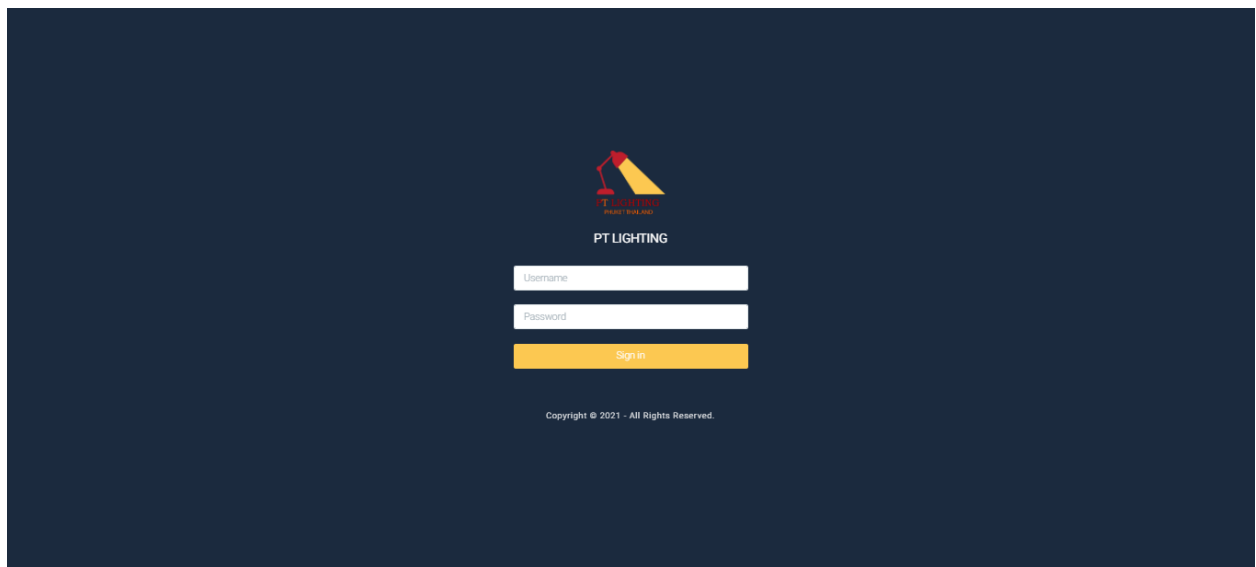 PT LIGHTING
PHUKET THAILAND
PT LIGHTING
Username
Password
Sign in
Copyright © 2021 - All Rights Reserved.